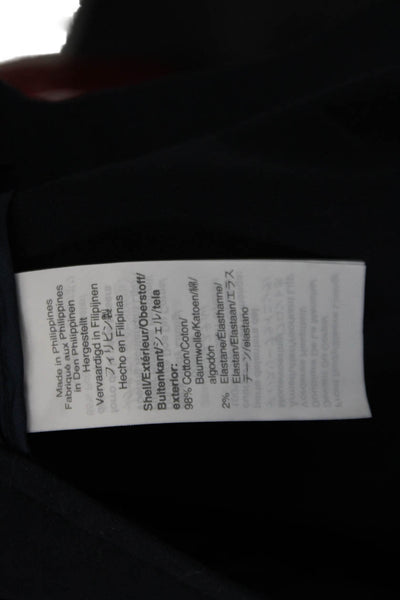 Made in Philippines
Fabriqué aux Philippines
in Den Philippinen
Hergestellt
Vervaardigd in Filipijnen
フィリピン製
Hecho en Filipinas
Shell/Extérieur/Oberstoff/
Buitenkant/シェル/tela
exterior:
98% Cotton/Coton/
Baumwolle/Katoen/綿/
algodon
2% Elastane/Elasthanne/
Elastan/Elastaan/エラス
テーン/elastano